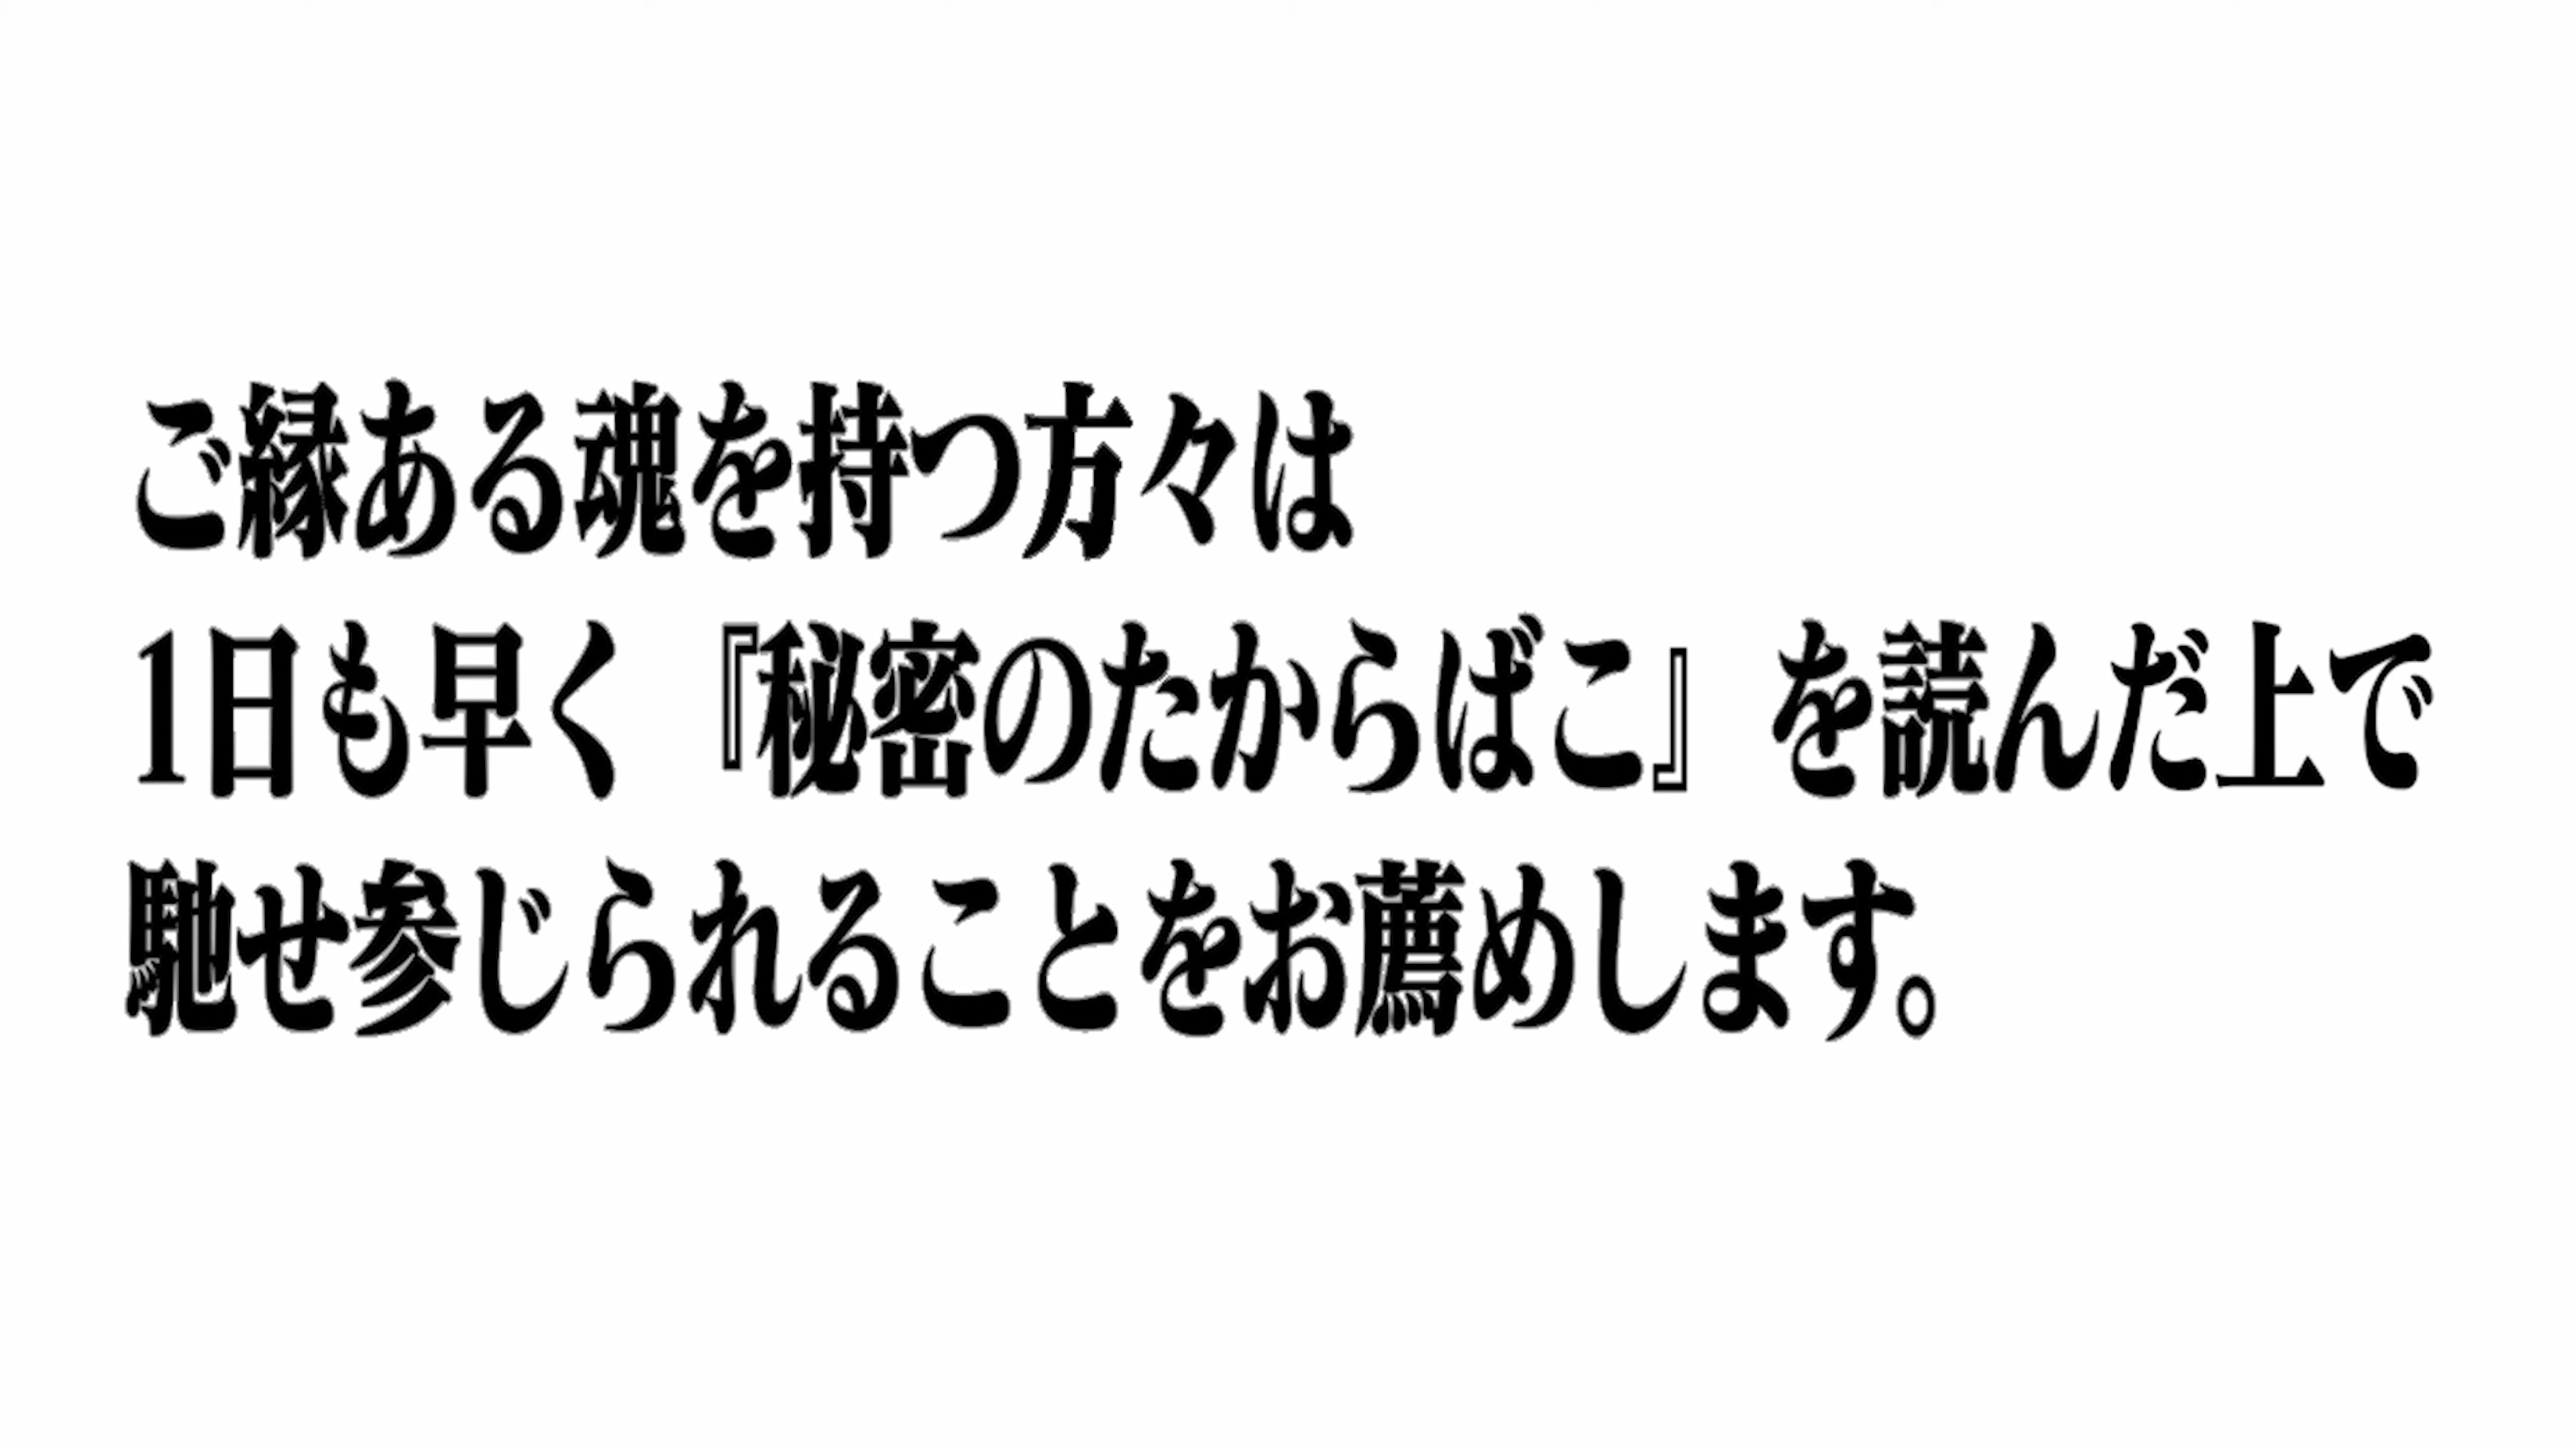 ご縁ある魂を持つ方々は
1日も早く『秘密のたからばこ』を読んだ上で
馳せ参じられることをお薦めします。